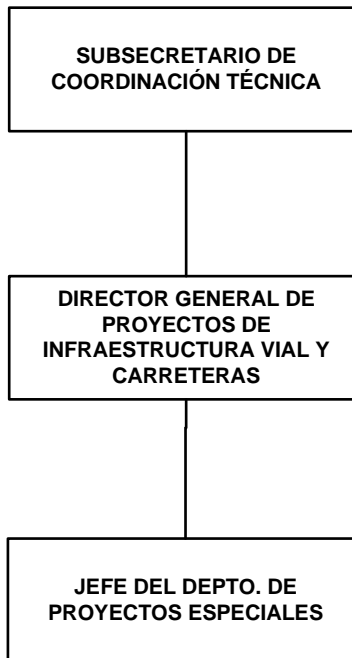 SUBSECRETARIO DE
COORDINACIÓN TÉCNICA
DIRECTOR GENERAL DE
PROYECTOS DE
INFRAESTRUCTURA VIAL Y
CARRETERAS
JEFE DEL DEPTO. DE
PROYECTOS ESPECIALES